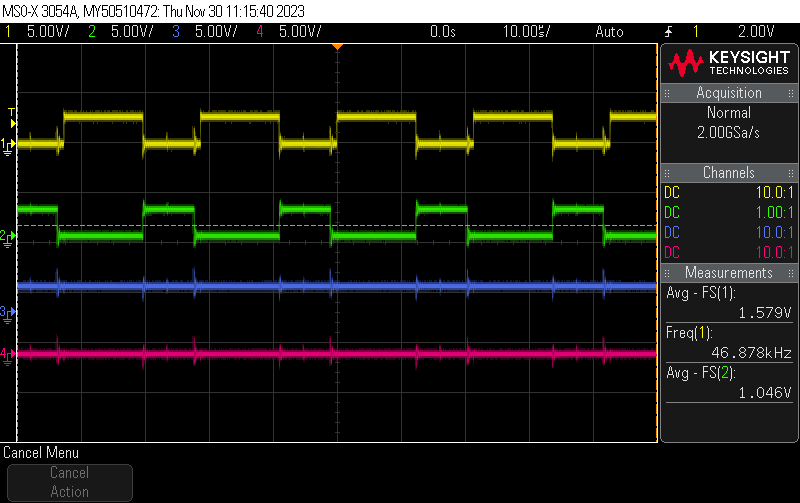 MSO-X 3054A, MY50510472: Thu Nov 30 11:15:40 2023
1 5.00V/ 2 5.00V/ 3 5.00V/ 4 5.00V/ 0.0s 10.00s/ Auto 1 2.00V
KEYSIGHT
TECHNOLOGIES
Acquisition
Normal
2.00GSa/s
Channels
DC 10.0:1
DC 1.00:1
DC 10.0:1
DC 10.0:1
Measurements
Avg - FS(1):
1.579V
Freq(1):
46.878kHz
Avg - FS(2):
1.046V
T
1
2
3
4
Cancel Menu
Cancel
Action